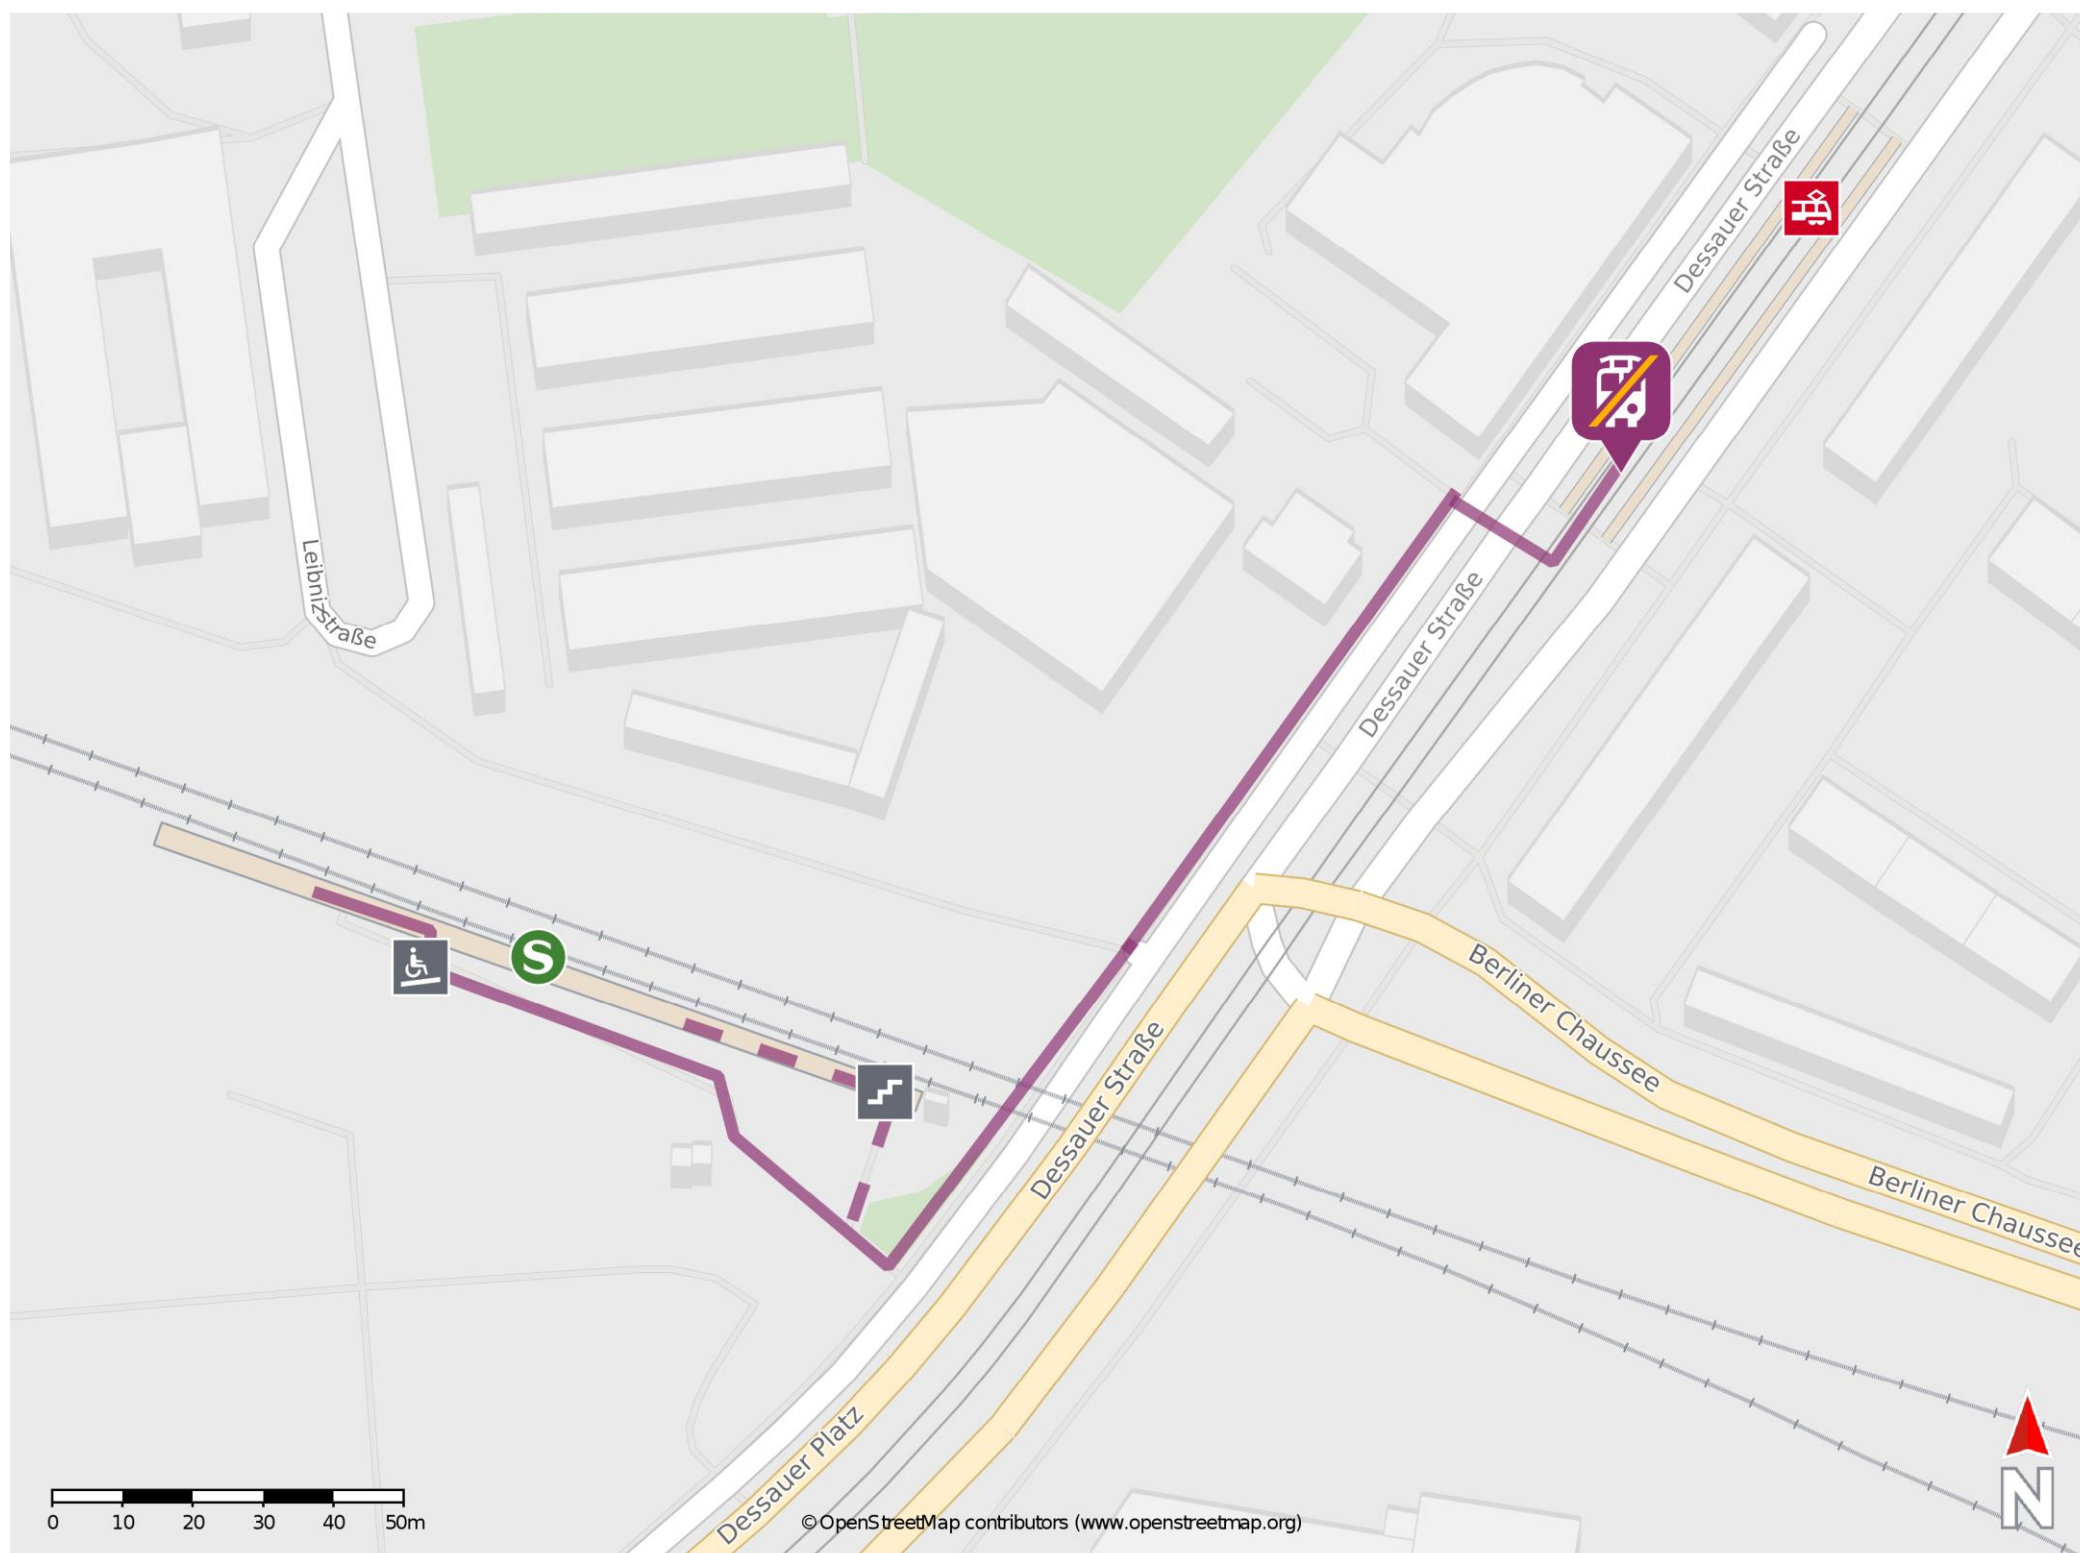 Dessauer Straße
Leibnizstraße
Dessauer Straße
S
Berliner Chaussee
Dessauer Straße
Berliner Chaussee
Dessauer Platz
0 10 20 30 40 50m
© OpenStreetMap contributors (www.openstreetmap.org)
N